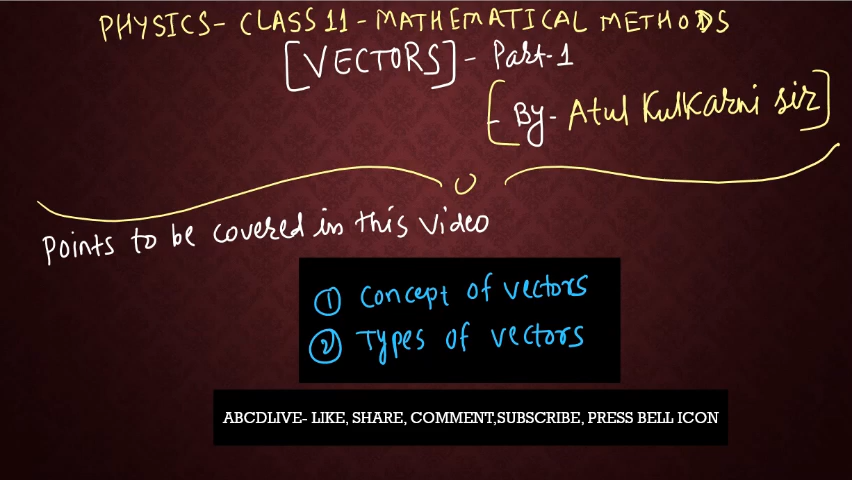 PHYSICS- CLASS 11 - MATHEMATICAL METHODS
[VECTORS] - Part-1
[- By- Atul Kulkarni sir]
Points to be covered in this video
① Concept of vectors
② Types of vectors
ABCDLIVE- LIKE, SHARE, COMMENT,SUBSCRIBE, PRESS BELL ICON